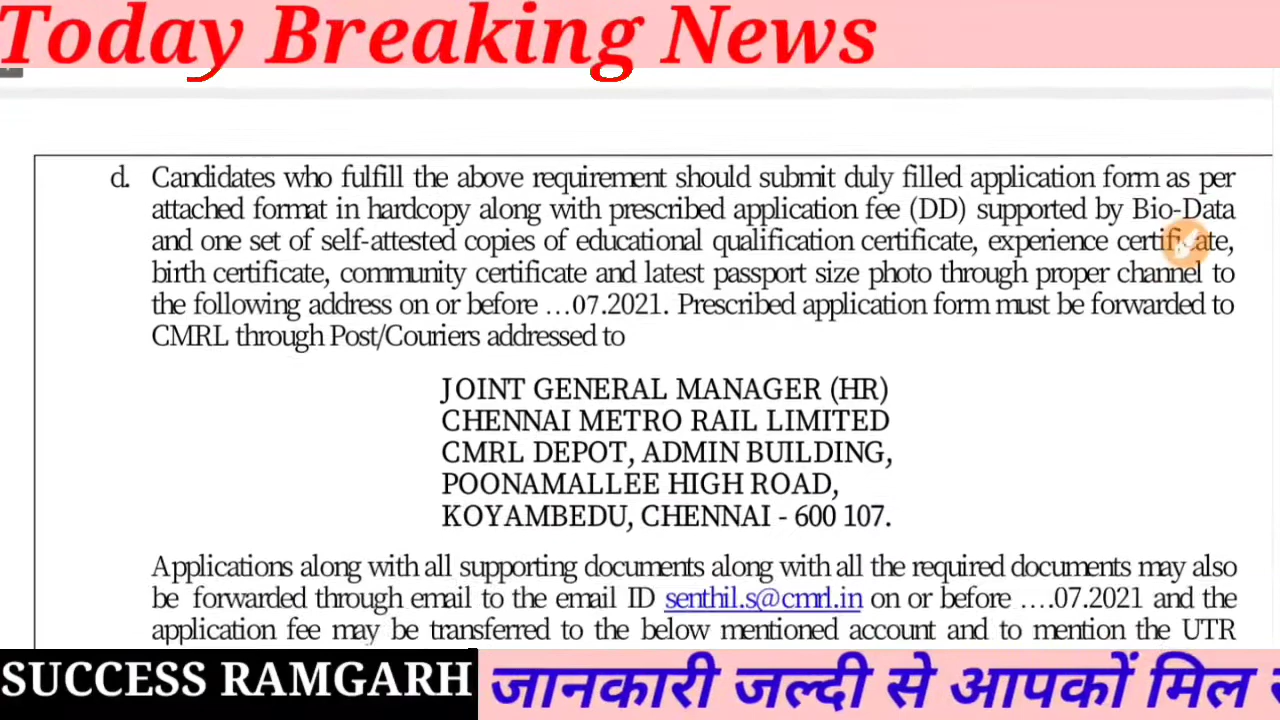 Today Breaking News
d. Candidates who fulfill the above requirement should submit duly filled application form as per
attached format in hardcopy along with prescribed application fee (DD) supported by Bio-Data
and one set of self-attested copies of educational qualification certificate, experience certificate,
birth certificate, community certificate and latest passport size photo through proper channel to
the following address on or before …07.2021. Prescribed application form must be forwarded to
CMRL through Post/Couriers addressed to
JOINT GENERAL MANAGER (HR)
CHENNAI METRO RAIL LIMITED
CMRL DEPOT, ADMIN BUILDING,
POONAMALLEE HIGH ROAD,
KOYAMBEDU, CHENNAI - 600 107.
Applications along with all supporting documents along with all the required documents may also
be forwarded through email to the email ID senthil.s@cmrl.in on or before ….07.2021 and the
application fee may be transferred to the below mentioned account and to mention the UTR
SUCCESS RAMGARH जानकारी जल्दी से आपकों मिल